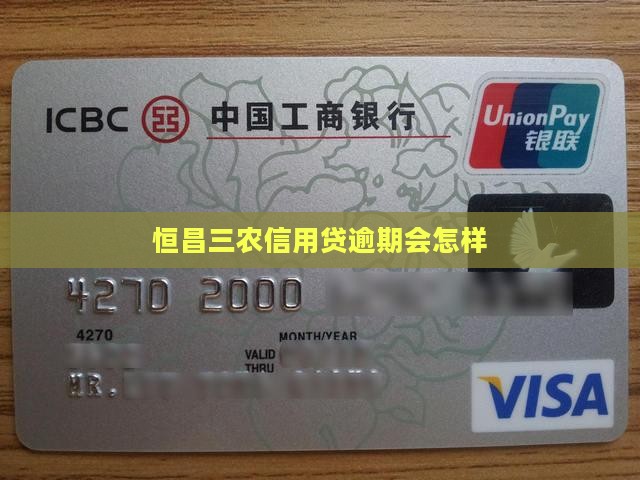 ICBC 中国工商银行
UnionPay
银联
恒昌三农信用贷逾期会怎样
4270 2000
4270
MONTH/YEAR
VALID
THRU
MR.
VISA